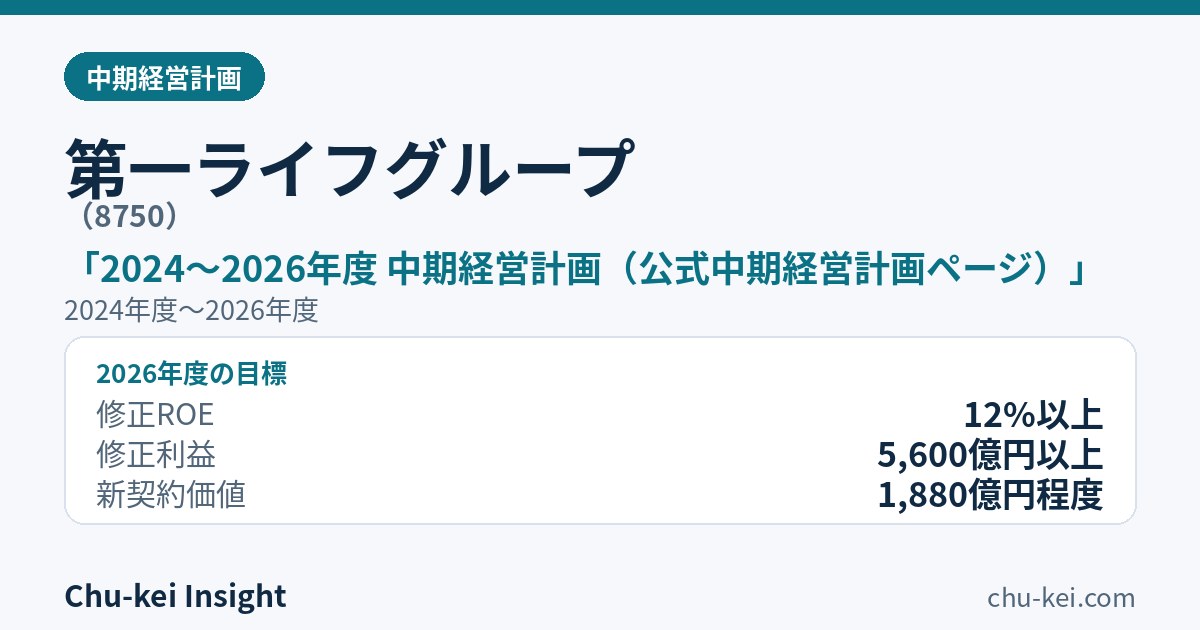 中期経営計画
第一ライフグループ
（8750）
「2024～2026年度 中期経営計画（公式中期経営計画ページ）」
2024年度～2026年度
2026年度の目標
修正ROE 12%以上
修正利益 5,600億円以上
新契約価値 1,880億円程度
Chu-kei Insight chu-kei.com